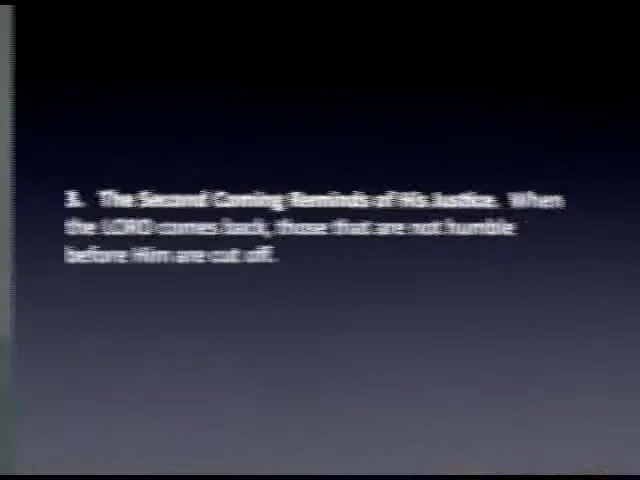 3. The Second Coming Reminds of His Justice. When
the LORD comes back, those that are not humble
before Him are cut off.